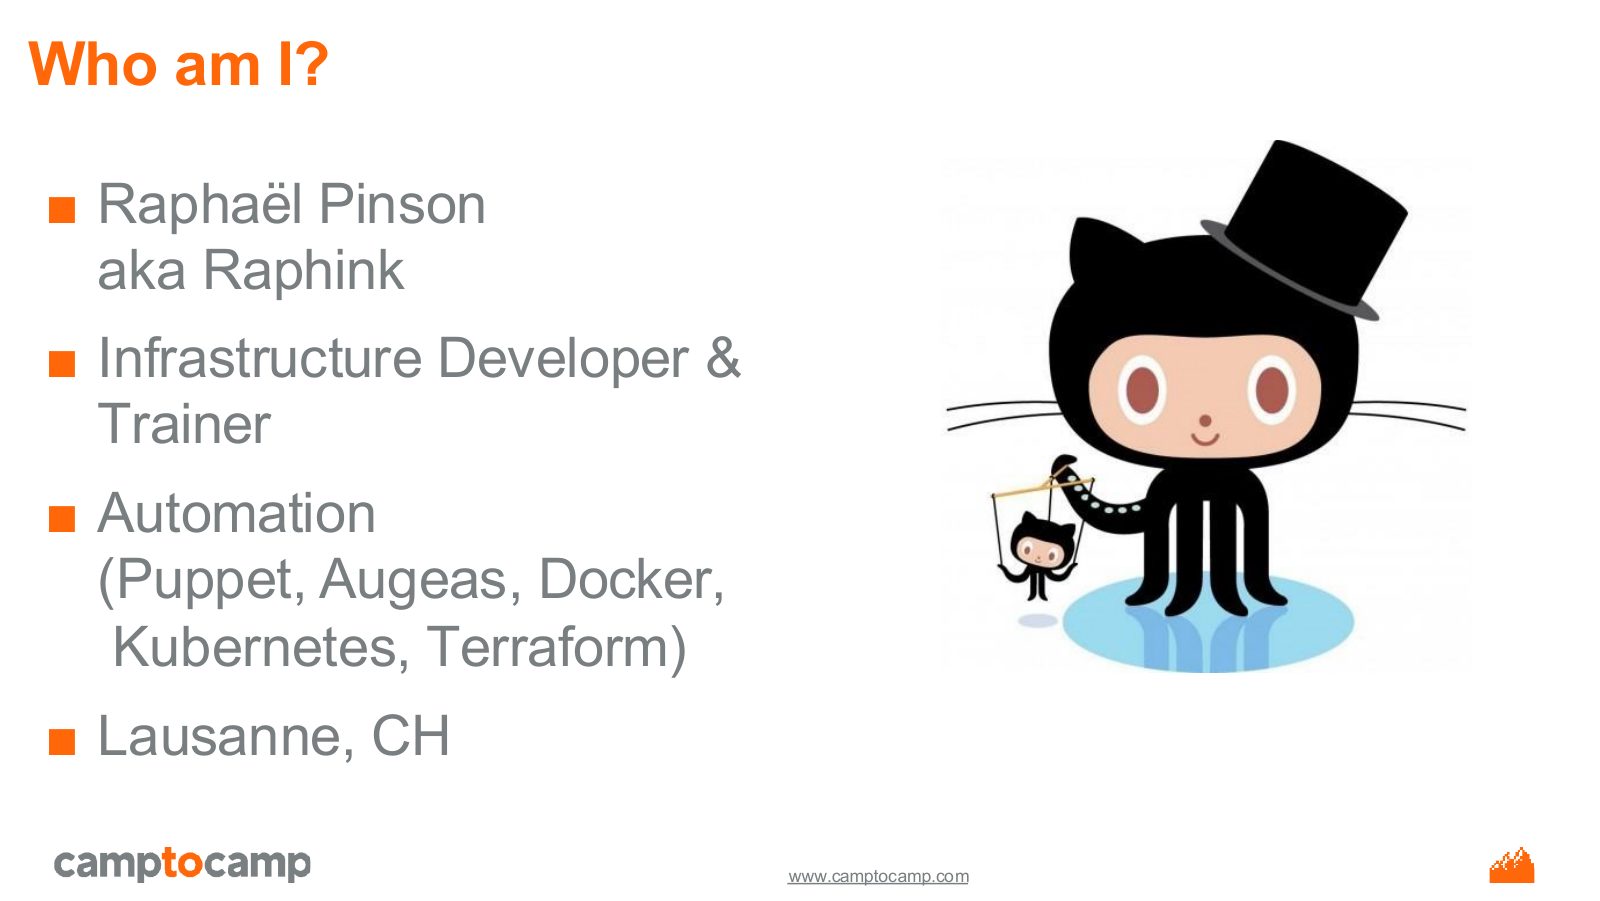 Who am I?
Raphaël Pinson
aka Raphink
Infrastructure Developer &
Trainer
Automation
(Puppet, Augeas, Docker,
Kubernetes, Terraform)
Lausanne, CH
camptocamp
www.camptocamp.com